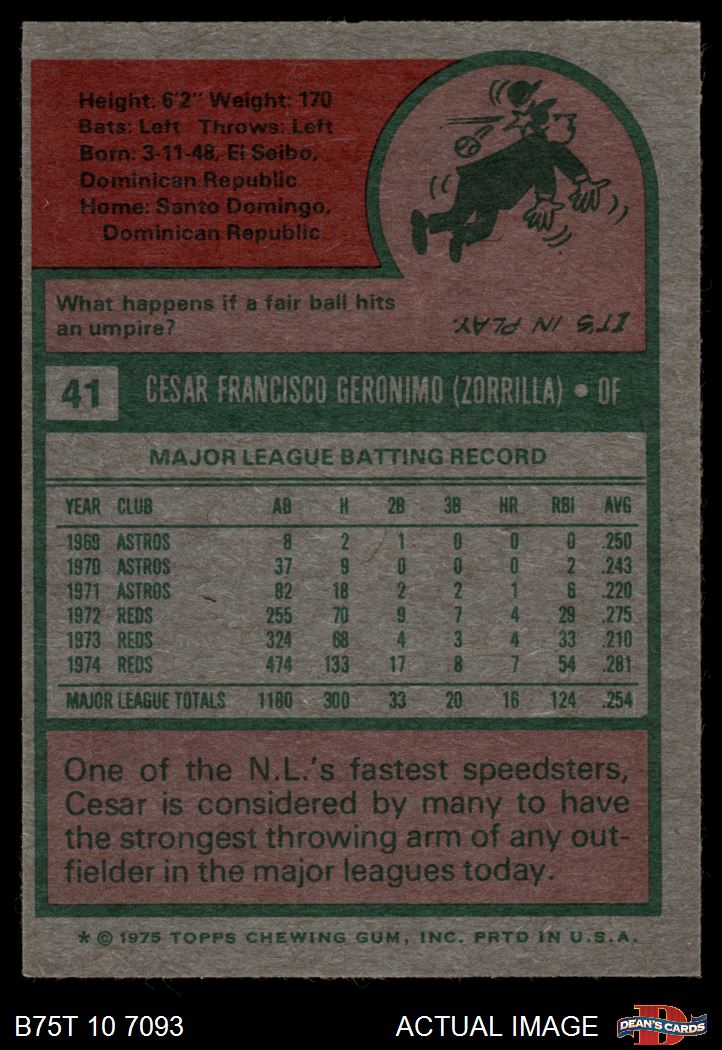 Height: 6'2" Weight: 170
Bats: Left Throws: Left
Born: 3-11-48, El Seibo,
Dominican Republic
Home: Santo Domingo,
Dominican Republic
What happens if a fair ball hits
an umpire?
IT'S IN PLAY.
41 CESAR FRANCISCO GERONIMO (ZORRILLA) • OF
MAJOR LEAGUE BATTING RECORD
YEAR CLUB AB H 2B 3B HR RBI AVG
1969 ASTROS 8 2 1 0 0 0 .250
1970 ASTROS 37 9 0 0 0 2 .243
1971 ASTROS 82 18 2 2 1 6 .220
1972 REDS 255 70 9 7 4 29 .275
1973 REDS 324 68 4 3 4 33 .210
1974 REDS 474 133 17 8 7 54 .281
MAJOR LEAGUE TOTALS 1180 300 33 20 16 124 .254
One of the N.L.'s fastest speedsters,
Cesar is considered by many to have
the strongest throwing arm of any out-
fielder in the major leagues today.
* © 1975 TOPPS CHEWING GUM, INC. PRTD IN U.S.A.
B75T 10 7093 ACTUAL IMAGE D DEAN'S CARDS